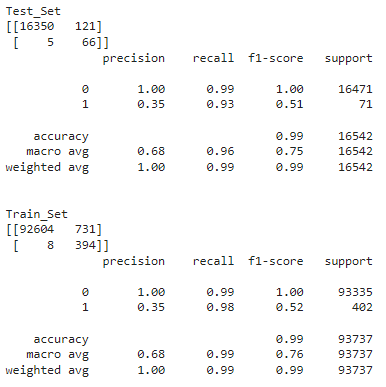 Test_Set
[[16350 121]
[ 5 66]]
precision recall f1-score support
0 1.00 0.99 1.00 16471
1 0.35 0.93 0.51 71
accuracy 0.99 16542
macro avg 0.68 0.96 0.75 16542
weighted avg 1.00 0.99 0.99 16542
Train_Set
[[92604 731]
[ 8 394]]
precision recall f1-score support
0 1.00 0.99 1.00 93335
1 0.35 0.98 0.52 402
accuracy 0.99 93737
macro avg 0.68 0.99 0.76 93737
weighted avg 1.00 0.99 0.99 93737